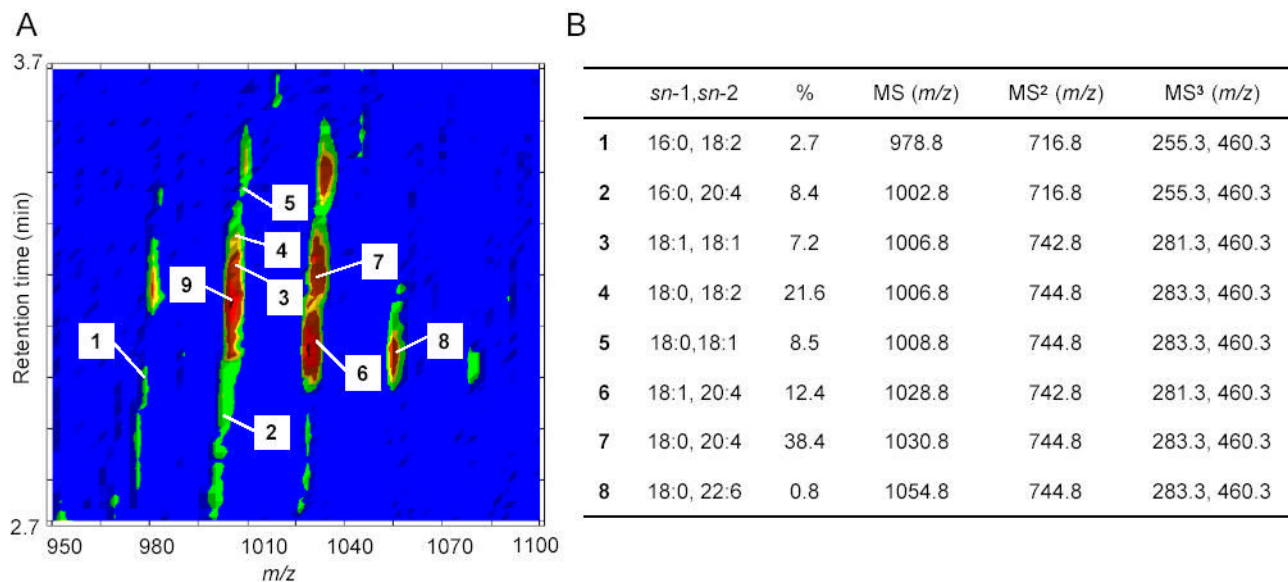 A
3.7
Retention time (min)
2.7
1
2
3
4
5
6
7
8
9
950 980 1010 1040 1070 1100
m/z
B
sn-1,sn-2 % MS (m/z) MS² (m/z) MS³ (m/z)
1 16:0, 18:2 2.7 978.8 716.8 255.3, 460.3
2 16:0, 20:4 8.4 1002.8 716.8 255.3, 460.3
3 18:1, 18:1 7.2 1006.8 742.8 281.3, 460.3
4 18:0, 18:2 21.6 1006.8 744.8 283.3, 460.3
5 18:0,18:1 8.5 1008.8 744.8 283.3, 460.3
6 18:1, 20:4 12.4 1028.8 742.8 281.3, 460.3
7 18:0, 20:4 38.4 1030.8 744.8 283.3, 460.3
8 18:0, 22:6 0.8 1054.8 744.8 283.3, 460.3